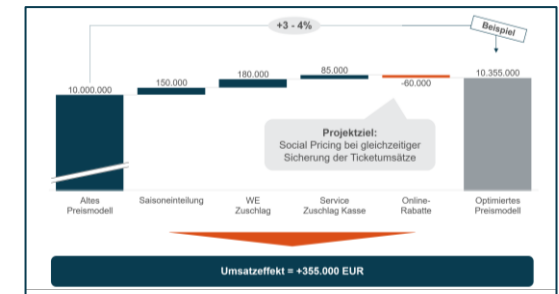 +3 - 4%
Beispiel
10.000.000
150.000
180.000
85.000
-60.000
10.355.000
Projektziel:
Social Pricing bei gleichzeitiger
Sicherung der Ticketumsätze
Altes
Preismodell
Saisoneinteilung
WE
Zuschlag
Service
Zuschlag Kasse
Online-
Rabatte
Optimiertes
Preismodell
Umsatzeffekt = +355.000 EUR